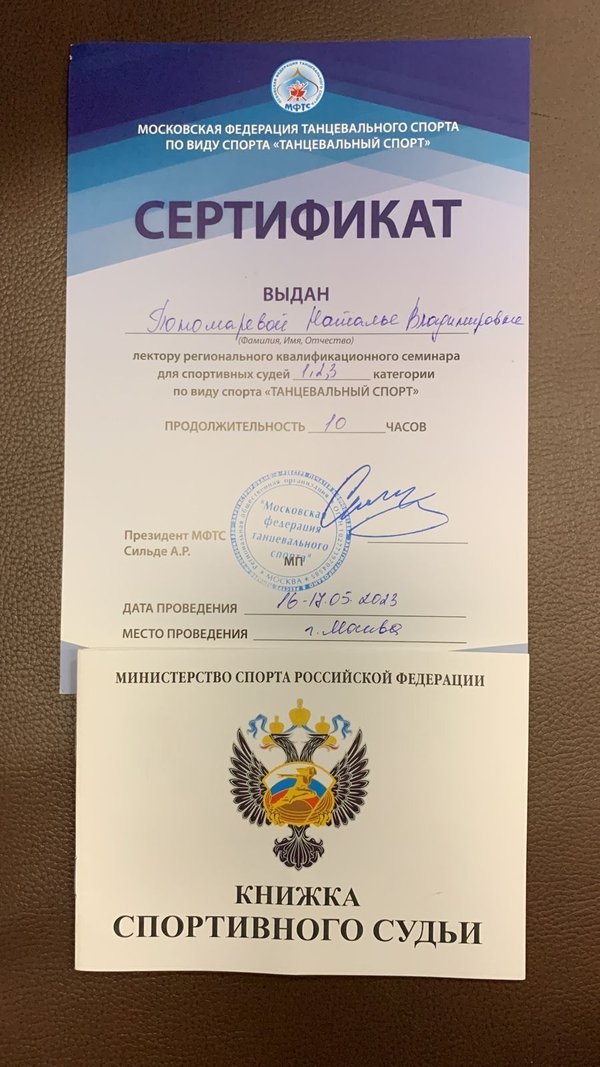 МФТС
МОСКОВСКАЯ ФЕДЕРАЦИЯ ТАНЦЕВАЛЬНОГО СПОРТА
ПО ВИДУ СПОРТА «ТАНЦЕВАЛЬНЫЙ СПОРТ»
СЕРТИФИКАТ
ВЫДАН
Пономаревой Наталье Владимировне
(Фамилия, Имя, Отчество)
лектору регионального квалификационного семинара
для спортивных судей 1,2,3 категории
по виду спорта «ТАНЦЕВАЛЬНЫЙ СПОРТ»
ПРОДОЛЖИТЕЛЬНОСТЬ 10 ЧАСОВ
"Московская
федерация
танцевального
спорта"
МОСКВА
Президент МФТС
Сильде А.Р.
МП
ДАТА ПРОВЕДЕНИЯ 16-17.05.2023
МЕСТО ПРОВЕДЕНИЯ г. Москва
МИНИСТЕРСТВО СПОРТА РОССИЙСКОЙ ФЕДЕРАЦИИ
КНИЖКА
СПОРТИВНОГО СУДЬИ